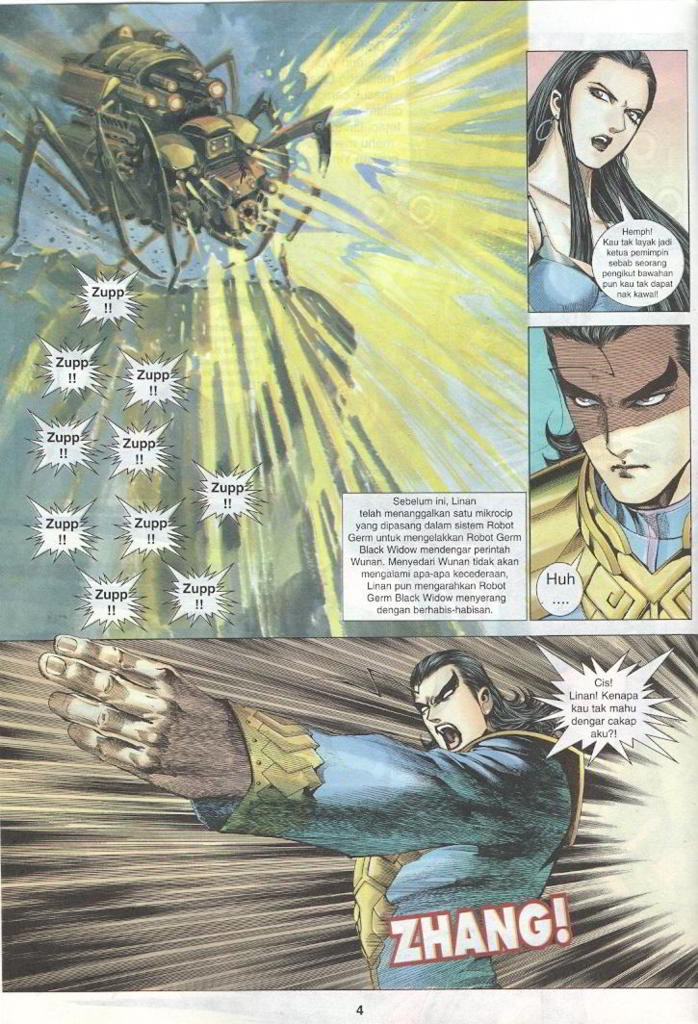 Zupp
!!
Zupp
!!
Zupp
!!
Zupp
!!
Zupp
!!
Zupp
!!
Zupp
!!
Zupp
!!
Zupp
!!
Zupp
!!
Sebelum ini, Linan
telah menanggalkan satu mikrocip
yang dipasang dalam sistem Robot
Germ untuk mengelakkan Robot Germ
Black Widow mendengar perintah
Wunan. Menyedari Wunan tidak akan
mengalami apa-apa kecederaan,
Linan pun mengarahkan Robot
Germ Black Widow menyerang
dengan berhabis-habisan.
Hemph!
Kau tak layak jadi
ketua pemimpin
sebab seorang
pengikut bawahan
pun kau tak dapat
nak kawal!
Huh
....
Cis!
Linan! Kenapa
kau tak mahu
dengar cakap
aku?!
ZHANG!
4